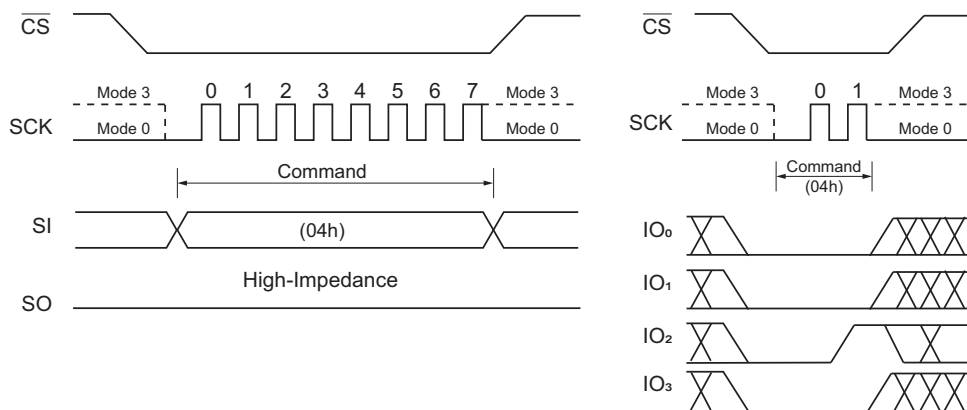 CS
Mode 3
0 1 2 3 4 5 6 7
Mode 3
SCK
Mode 0
Mode 0
Command
SI
(04h)
High-Impedance
SO
CS
Mode 3
0 1
Mode 3
SCK
Mode 0
Mode 0
Command
(04h)
IO₀
IO₁
IO₂
IO₃